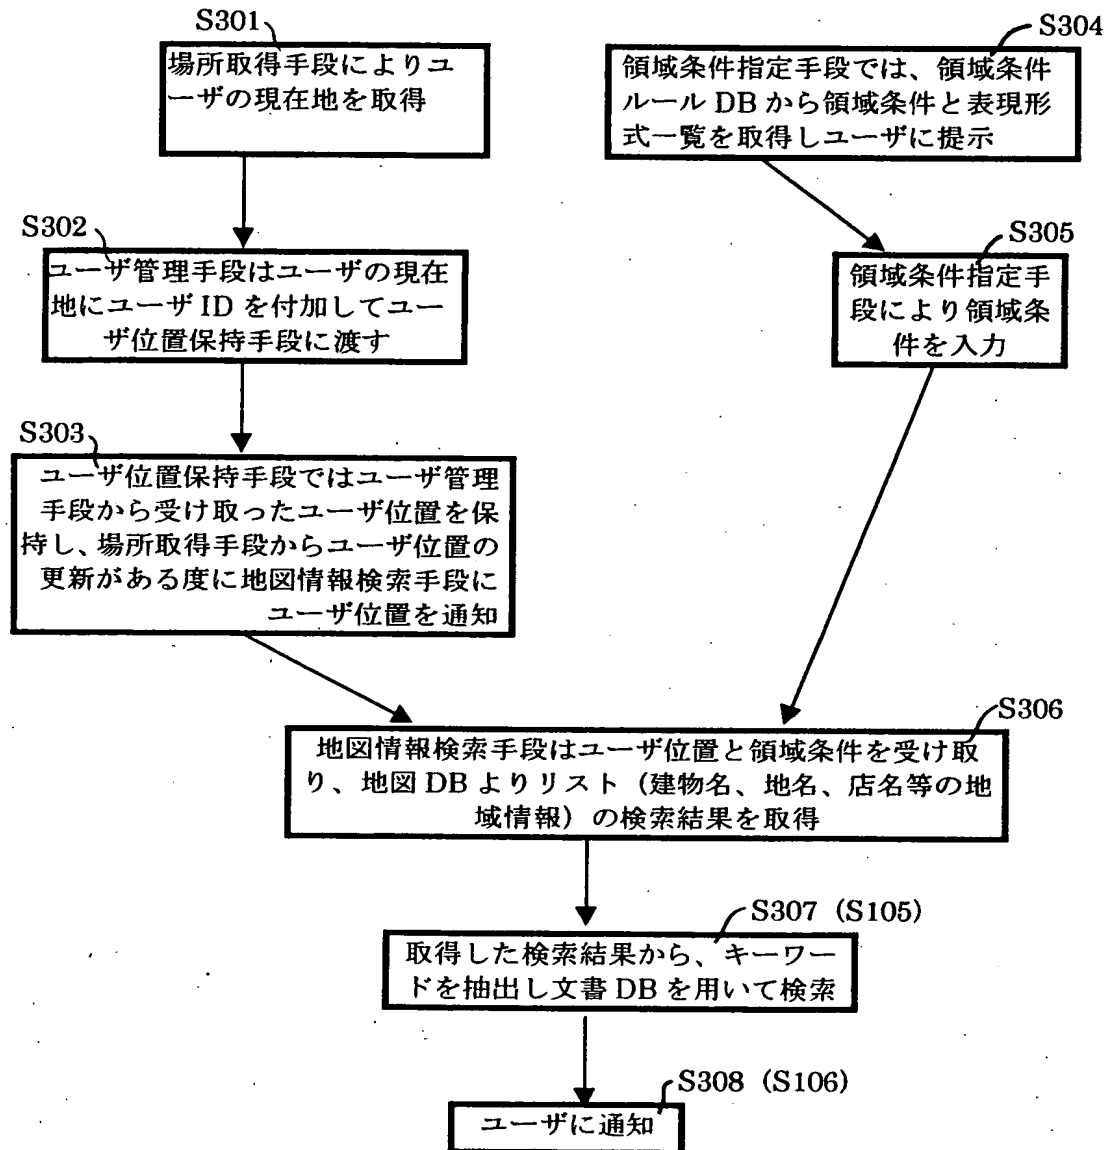 S301
場所取得手段によりユ
ーザの現在地を取得
S302
ユーザ管理手段はユーザの現在
地にユーザ ID を付加してユー
ザ位置保持手段に渡す
S303
ユーザ位置保持手段ではユーザ管理
手段から受け取ったユーザ位置を保
持し、場所取得手段からユーザ位置の
更新がある度に地図情報検索手段に
ユーザ位置を通知
S304
領域条件指定手段では、領域条件
ルール DB から領域条件と表現形
式一覧を取得しユーザに提示
S305
領域条件指定手
段により領域条
件を入力
S306
地図情報検索手段はユーザ位置と領域条件を受け取
り、地図 DB よりリスト（建物名、地名、店名等の地
域情報）の検索結果を取得
S307（S105）
取得した検索結果から、キーワー
ドを抽出し文書 DB を用いて検索
S308（S106）
ユーザに通知